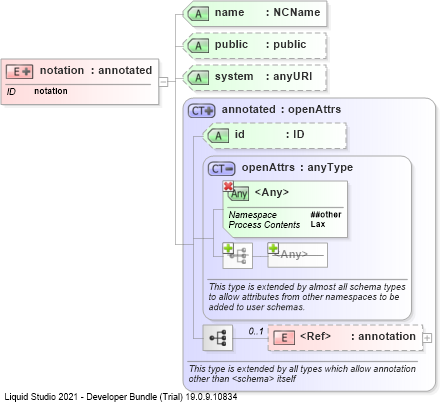 A name : NCName
A public : public
A system : anyURI
E notation : annotated
ID notation
CT annotated : openAttrs
A id : ID
CT openAttrs : anyType
Any <Any>
Namespace ##other
Process Contents Lax
<Any>
This type is extended by almost all schema types
to allow attributes from other namespaces to be
added to user schemas.
0..1 E <Ref> : annotation
This type is extended by all types which allow annotation
other than <schema> itself
Liquid Studio 2021 - Developer Bundle (Trial) 19.0.9.10834